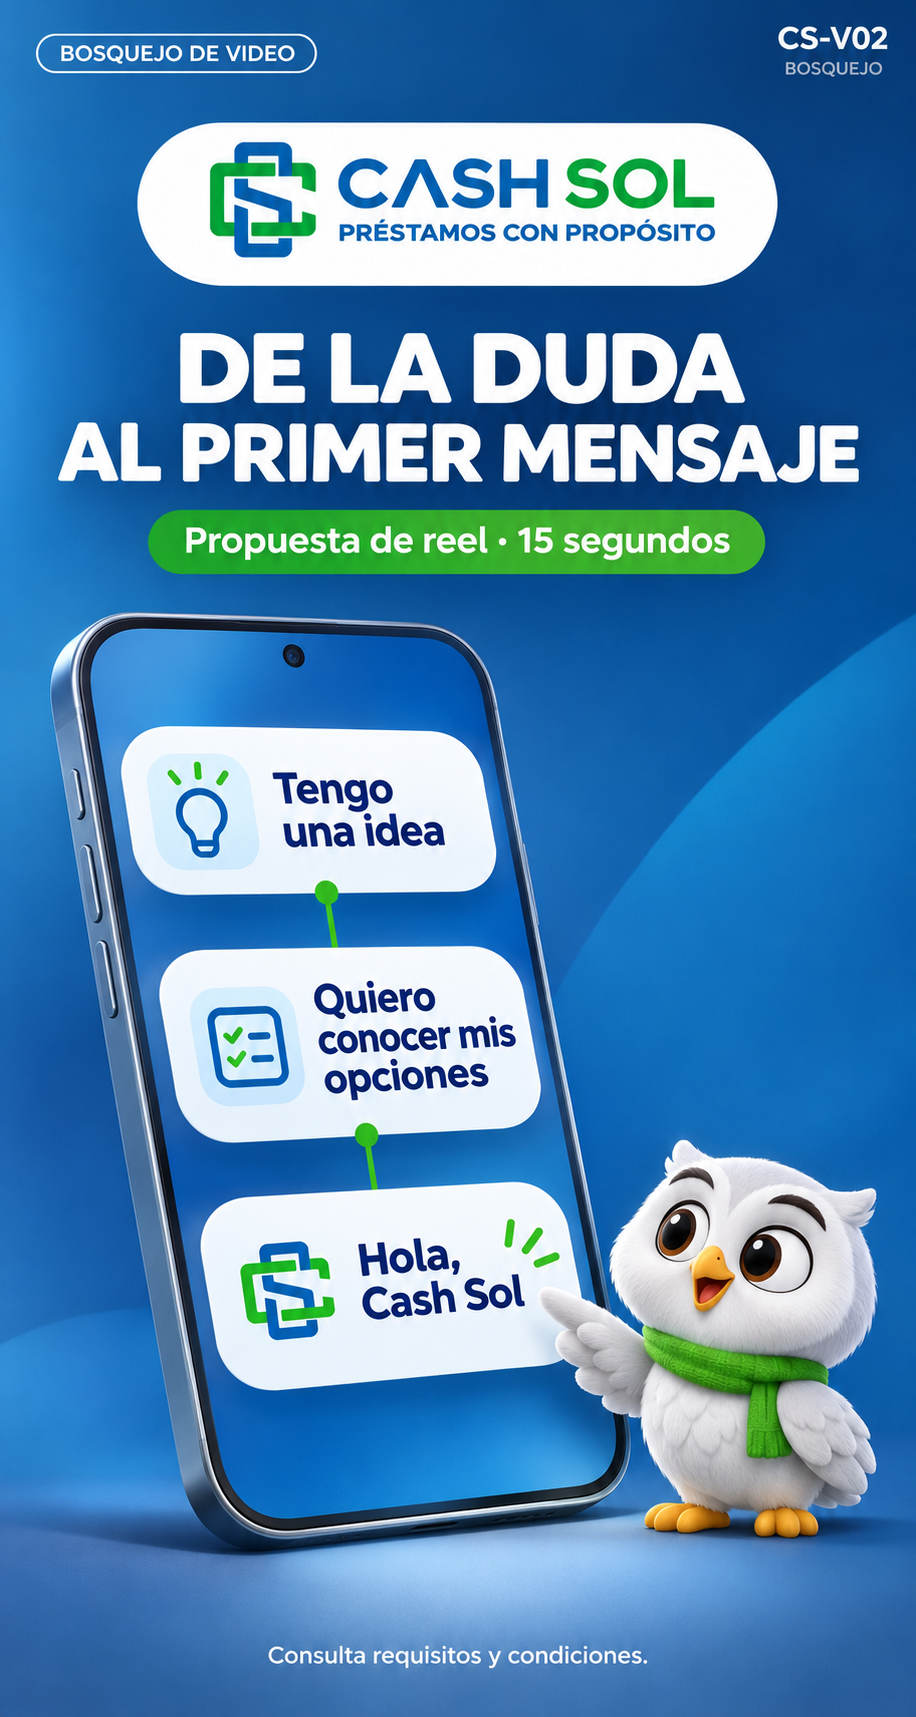 BOSQUEJO DE VIDEO
CS-V02
BOSQUEJO
CASH SOL
PRÉSTAMOS CON PROPÓSITO
DE LA DUDA
AL PRIMER MENSAJE
Propuesta de reel · 15 segundos
Tengo
una idea
Quiero
conocer mis
opciones
Hola,
Cash Sol
Consulta requisitos y condiciones.